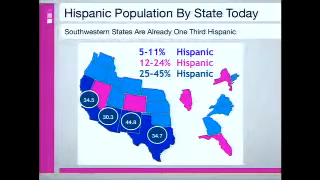 Hispanic Population By State Today
Southwestern States Are Already One Third Hispanic
5-11% Hispanic
12-24% Hispanic
25-45% Hispanic
34.5
30.3
44.8
34.7